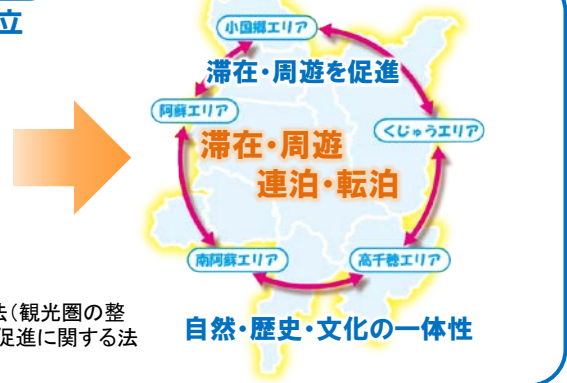 立
小国郷エリア
滞在・周遊を促進
阿蘇エリア
くじゅうエリア
滞在・周遊
連泊・転泊
南阿蘇エリア
高千穂エリア
法(観光圏の整
促進に関する法
自然・歴史・文化の一体性